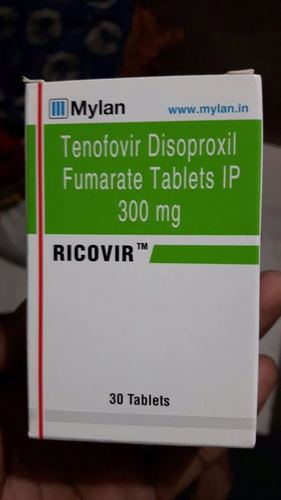 Mylan
www.mylan.in
Tenofovir Disoproxil
Fumarate Tablets IP
300 mg
RICOVIR™
30 Tablets